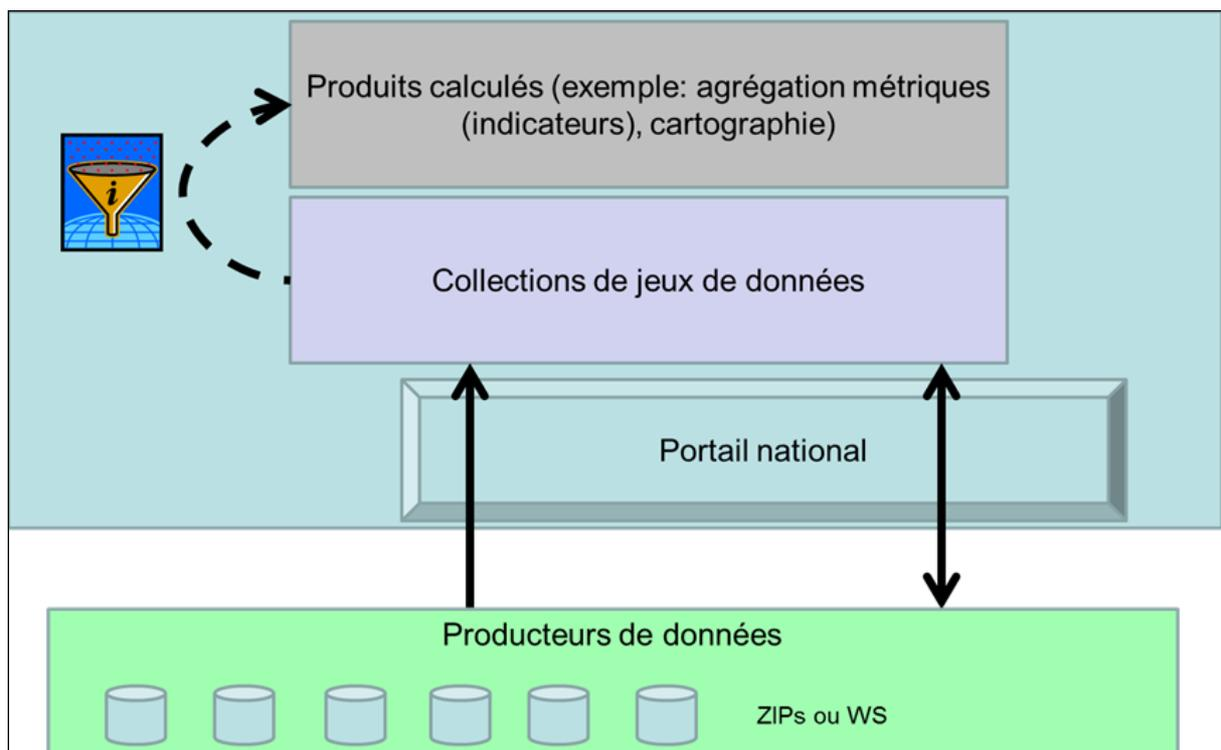 Produits calculés (exemple: agrégation métriques
(indicateurs), cartographie)
i
Collections de jeux de données
Portail national
Producteurs de données
ZIPs ou WS